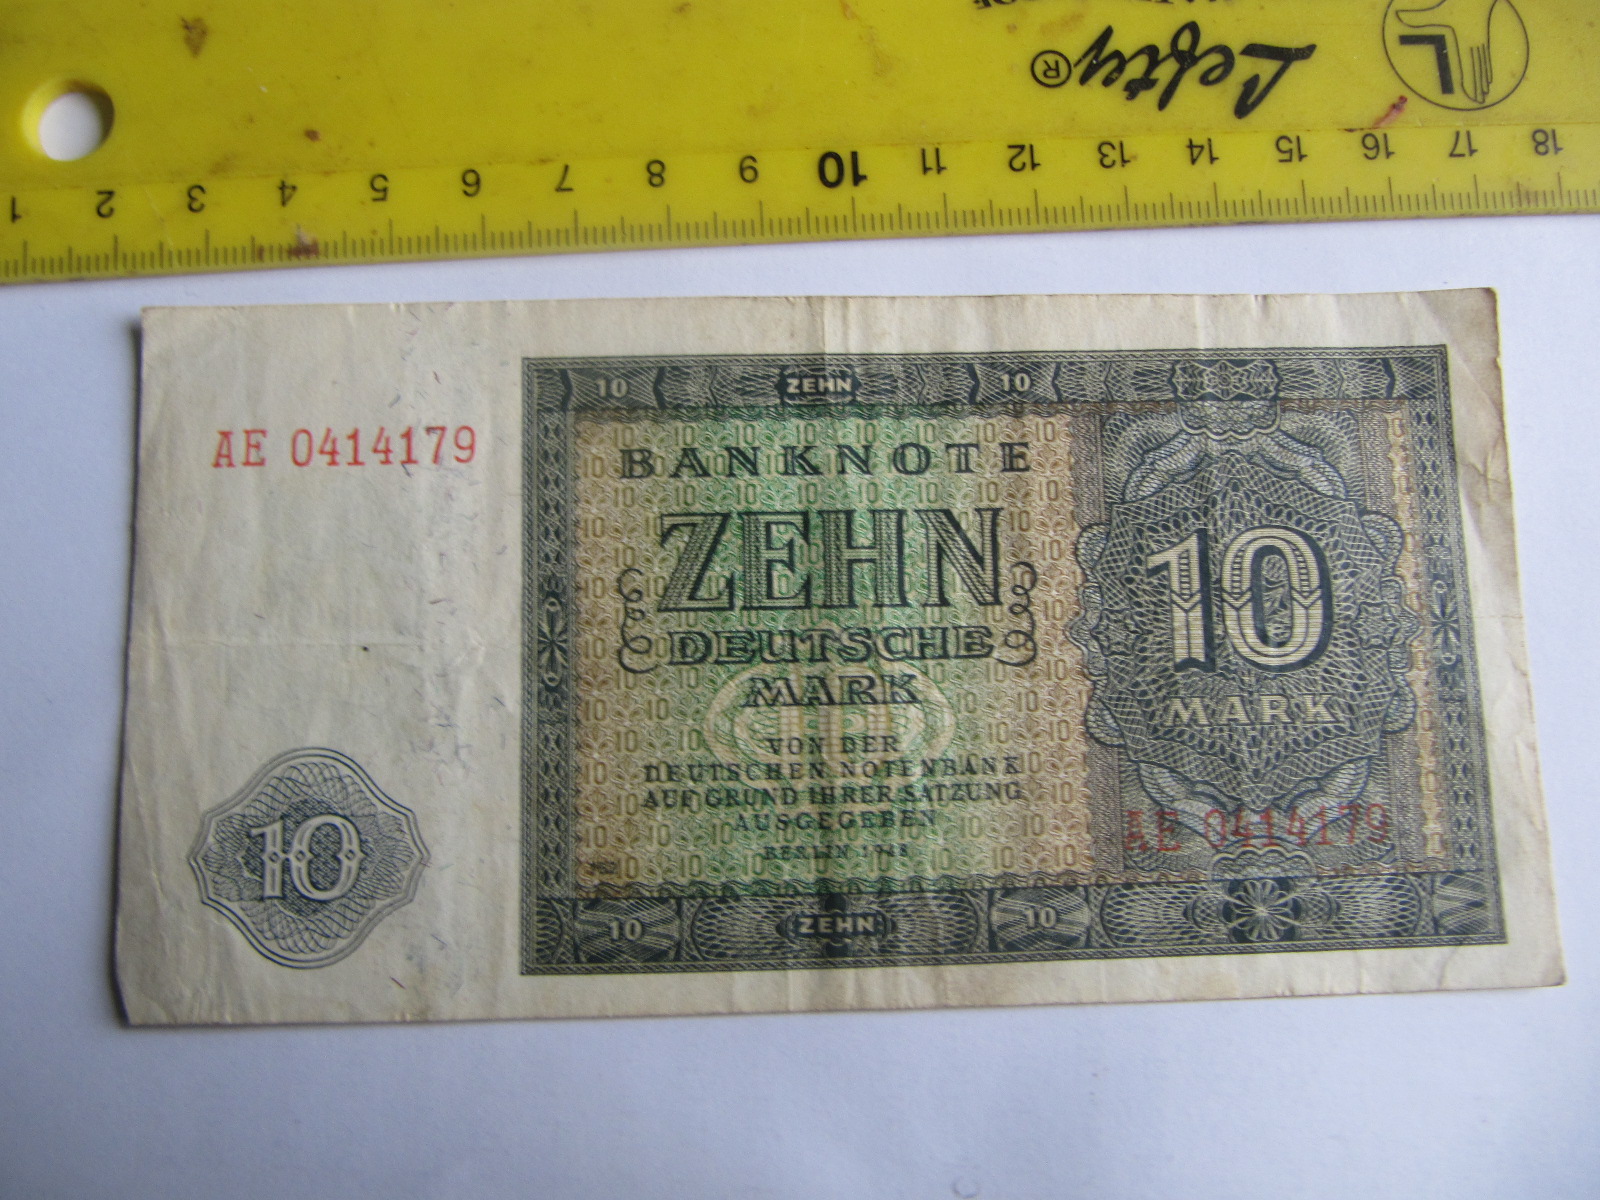 Lefty®
L
1 2 3 4 5 6 7 8 9 10 11 12 13 14 15 16 17 18
10 ZEHN 10
AE 0414179
BANKNOTE
ZEHN
DEUTSCHE
MARK
10
MARK
VON DER
DEUTSCHEN NOTENBANK
AUF GRUND IHRER SATZUNG
AUSGEGEBEN
BERLIN 1948
AE 0414179
10
10 ZEHN 10